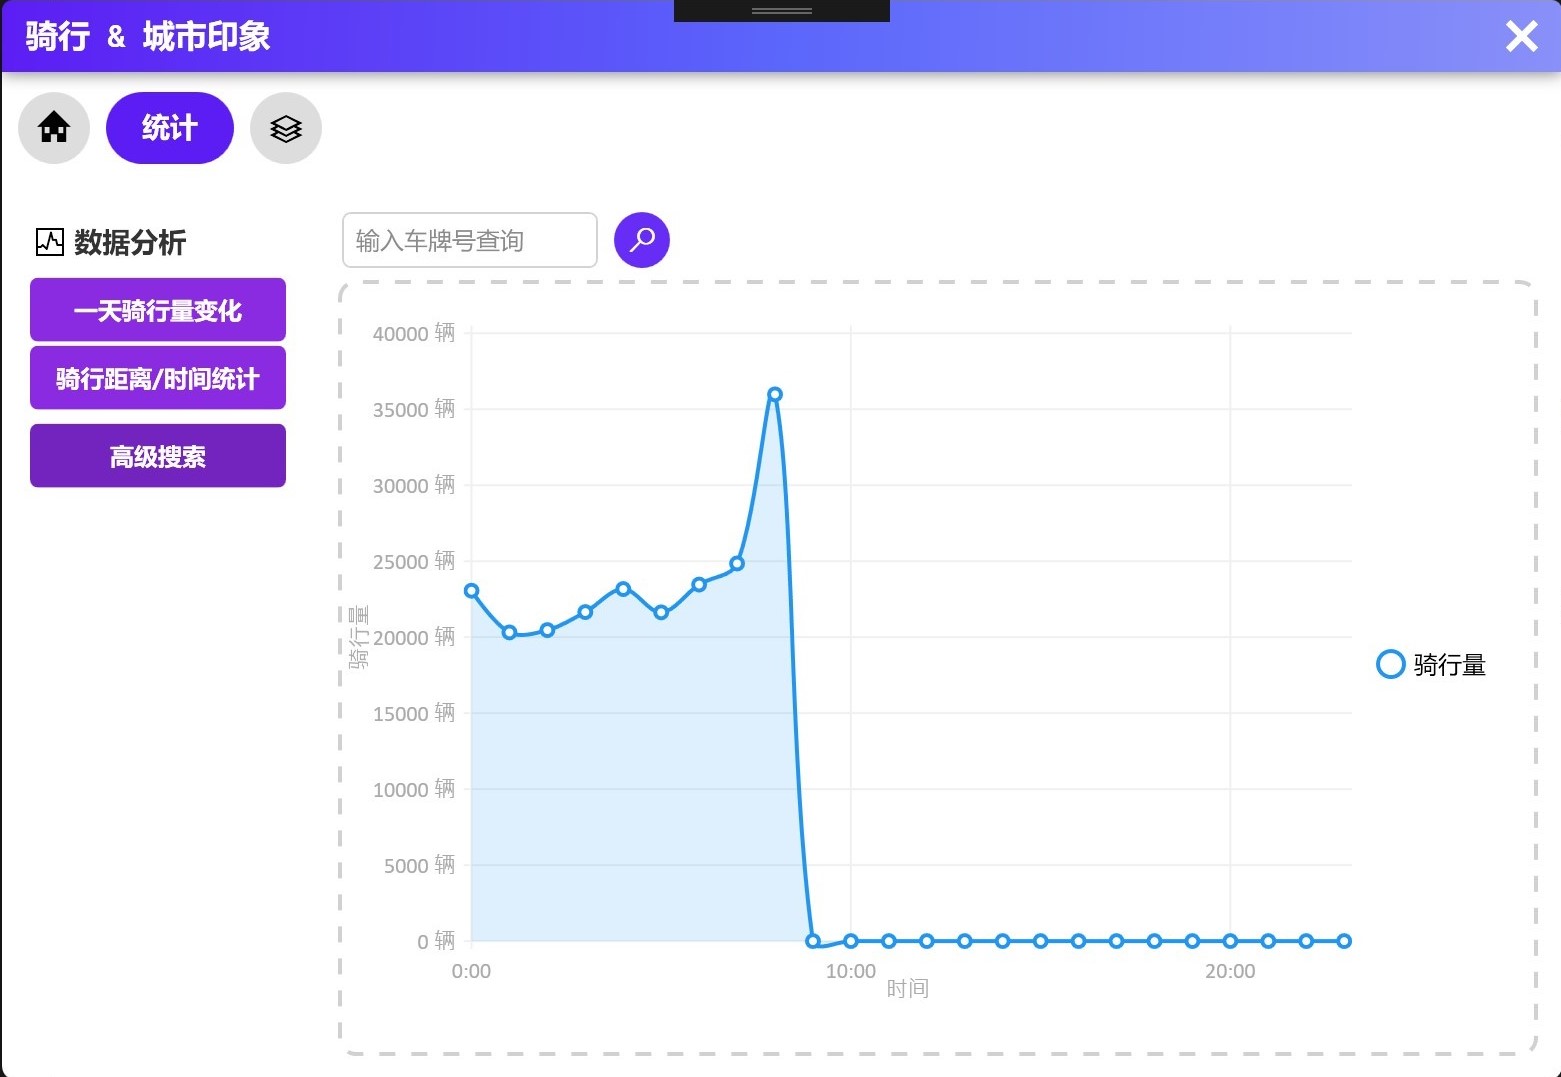 骑行 & 城市印象
统计
数据分析
一天骑行量变化
骑行距离/时间统计
高级搜索
输入车牌号查询
40000 辆
35000 辆
30000 辆
25000 辆
20000 辆
15000 辆
10000 辆
5000 辆
0 辆
骑行量
0:00
10:00
20:00
时间
骑行量